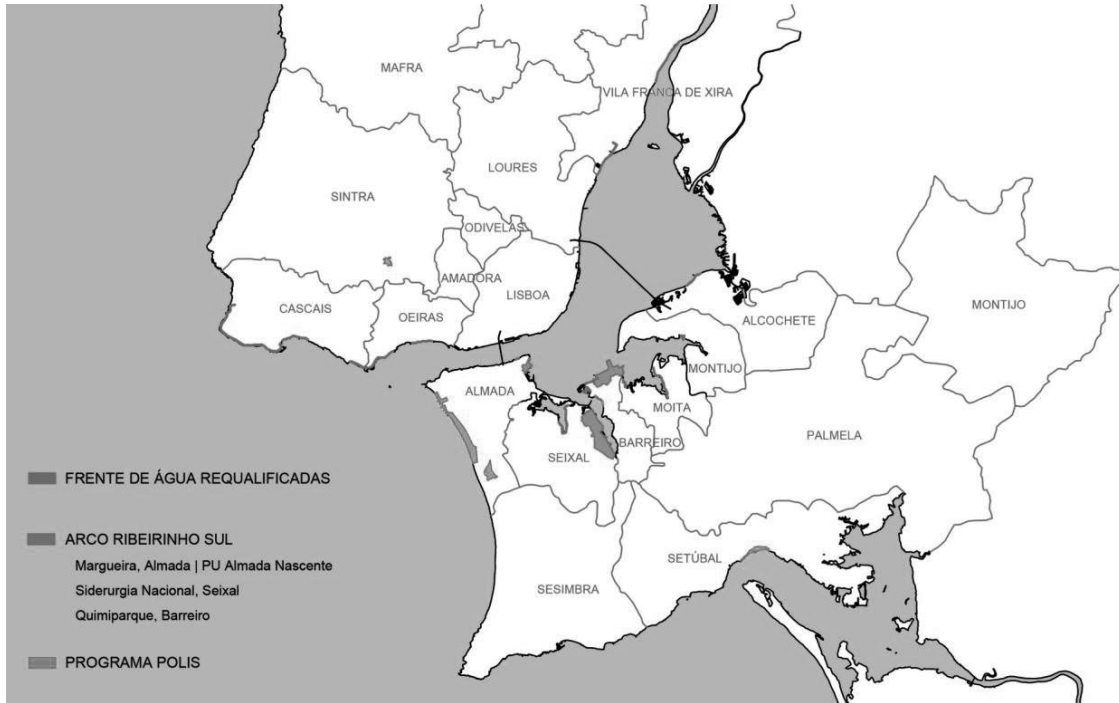 MAFRA
VILA FRANCA DE XIRA
LOURES
SINTRA
ODIVELAS
AMADORA
LISBOA
CASCAIS
OEIRAS
ALCOCHETE
MONTIJO
MONTIJO
ALMADA
MOITA
BARREIRO
SEIXAL
PALMELA
SETÚBAL
SESIMBRA
FRENTE DE ÁGUA REQUALIFICADAS
ARCO RIBEIRINHO SUL
Margueira, Almada | PU Almada Nascente
Siderurgia Nacional, Seixal
Quimiparque, Barreiro
PROGRAMA POLIS